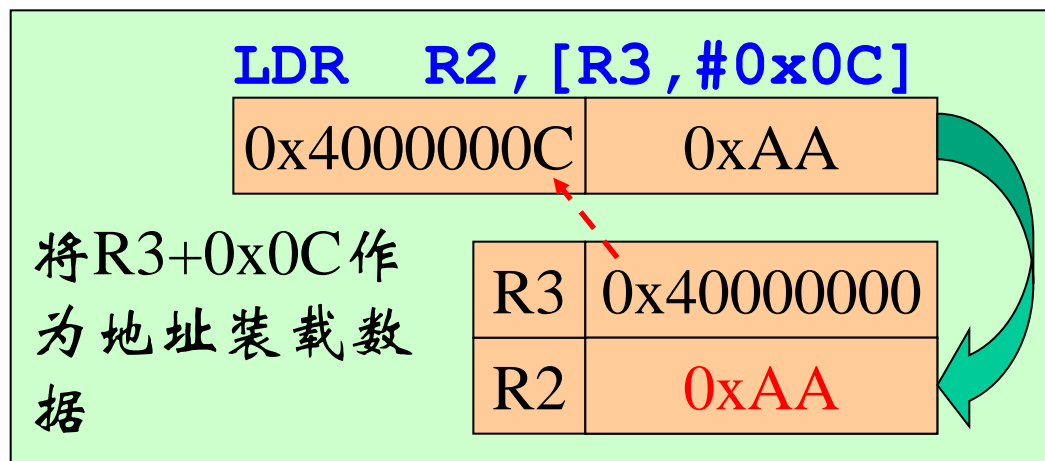 LDR R2,[R3,#0x0C]
0x4000000C 0xAA
将R3+0x0C作
为地址装载数
据
R3 0x40000000
R2 0xAA